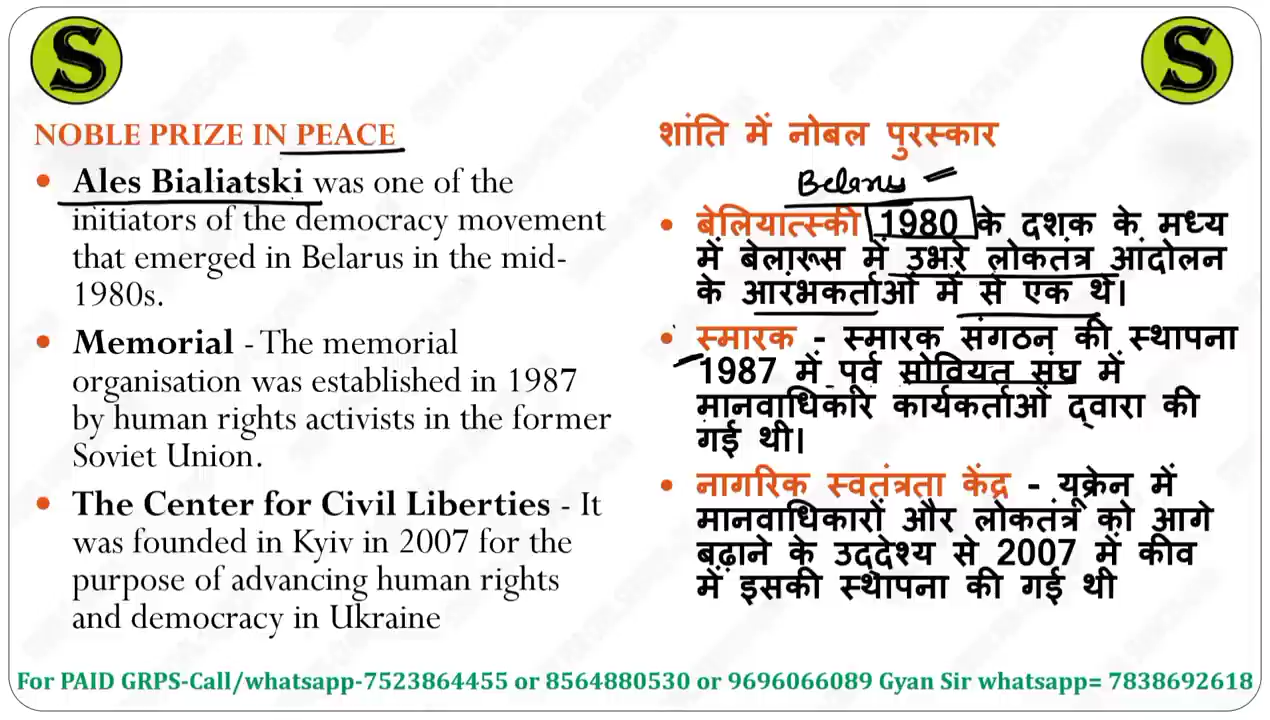 S
S
NOBLE PRIZE IN PEACE
Ales Bialiatski was one of the
initiators of the democracy movement
that emerged in Belarus in the mid-
1980s.
Memorial - The memorial
organisation was established in 1987
by human rights activists in the former
Soviet Union.
The Center for Civil Liberties - It
was founded in Kyiv in 2007 for the
purpose of advancing human rights
and democracy in Ukraine
शांति में नोबल पुरस्कार
Belarus
बेलियात्स्की 1980 के दशक के मध्य
में बेलारूस में उभरे लोकतंत्र आंदोलन
के आरंभकर्ताओं में से एक थे।
स्मारक - स्मारक संगठन की स्थापना
1987 में पूर्व सोवियत संघ में
मानवाधिकार कार्यकर्ताओं द्वारा की
गई थी।
नागरिक स्वतंत्रता केंद्र - यूक्रेन में
मानवाधिकारों और लोकतंत्र को आगे
बढ़ाने के उद्देश्य से 2007 में कीव
में इसकी स्थापना की गई थी
For PAID GRPS-Call/whatsapp-7523864455 or 8564880530 or 9696066089 Gyan Sir whatsapp= 7838692618